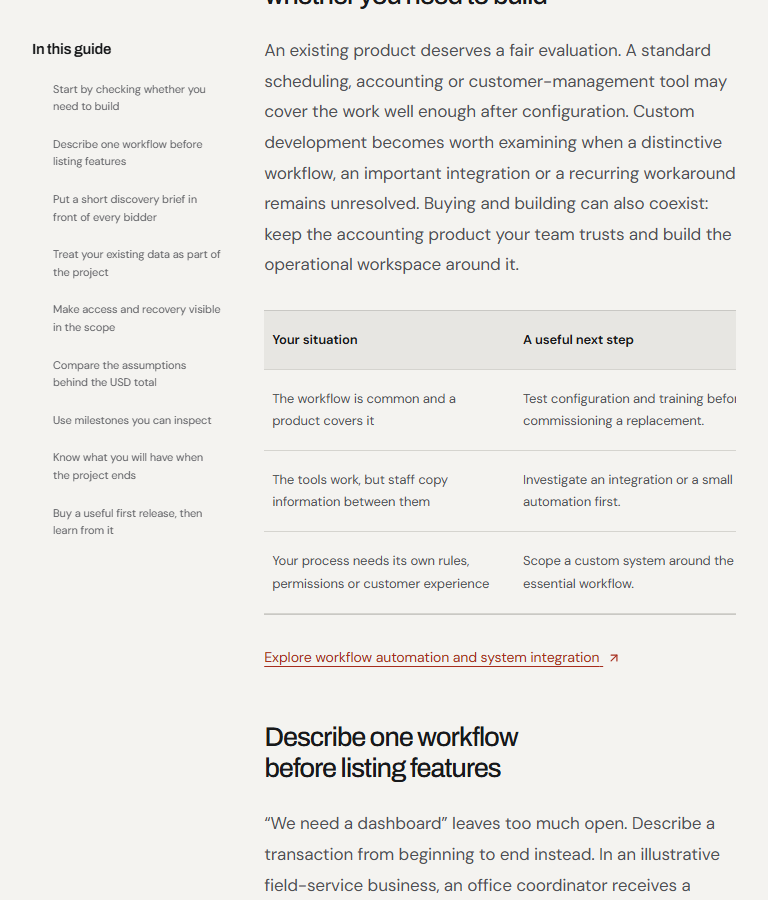 whether you need to build
In this guide
Start by checking whether you
need to build
Describe one workflow before
listing features
Put a short discovery brief in
front of every bidder
Treat your existing data as part of
the project
Make access and recovery visible
in the scope
Compare the assumptions
behind the USD total
Use milestones you can inspect
Know what you will have when
the project ends
Buy a useful first release, then
learn from it
An existing product deserves a fair evaluation. A standard
scheduling, accounting or customer-management tool may
cover the work well enough after configuration. Custom
development becomes worth examining when a distinctive
workflow, an important integration or a recurring workaround
remains unresolved. Buying and building can also coexist:
keep the accounting product your team trusts and build the
operational workspace around it.
Your situation
A useful next step
The workflow is common and a
product covers it
Test configuration and training befor
commissioning a replacement.
The tools work, but staff copy
information between them
Investigate an integration or a small
automation first.
Your process needs its own rules,
permissions or customer experience
Scope a custom system around the
essential workflow.
Explore workflow automation and system integration
Describe one workflow
before listing features
“We need a dashboard” leaves too much open. Describe a
transaction from beginning to end instead. In an illustrative
field-service business, an office coordinator receives a